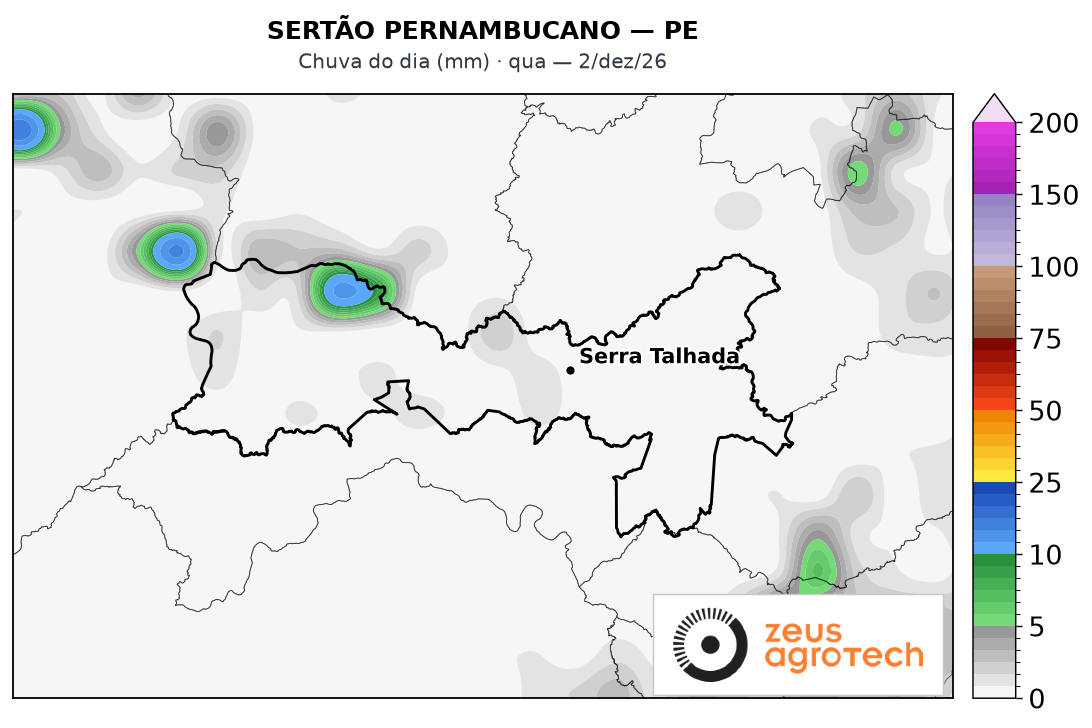 SERTÃO PERNAMBUCANO — PE
Chuva do dia (mm) · qua — 2/dez/26
200
150
100
75
50
25
10
5
0
Serra Talhada
zeus
agrotech